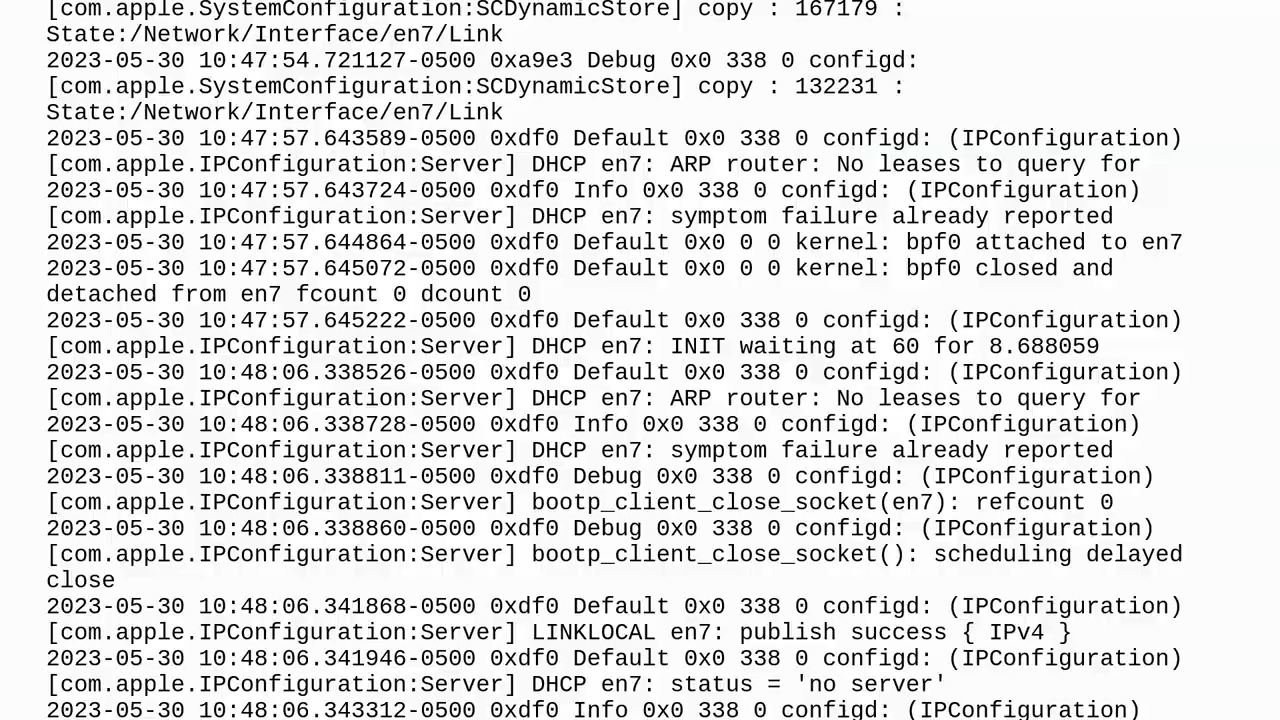 [com.apple.SystemConfiguration:SCDynamicStore] copy : 167179 :
State:/Network/Interface/en7/Link
2023-05-30 10:47:54.721127-0500 0xa9e3 Debug 0x0 338 0 configd:
[com.apple.SystemConfiguration:SCDynamicStore] copy : 132231 :
State:/Network/Interface/en7/Link
2023-05-30 10:47:57.643589-0500 0xdf0 Default 0x0 338 0 configd: (IPConfiguration)
[com.apple.IPConfiguration:Server] DHCP en7: ARP router: No leases to query for
2023-05-30 10:47:57.643724-0500 0xdf0 Info 0x0 338 0 configd: (IPConfiguration)
[com.apple.IPConfiguration:Server] DHCP en7: symptom failure already reported
2023-05-30 10:47:57.644864-0500 0xdf0 Default 0x0 0 0 kernel: bpf0 attached to en7
2023-05-30 10:47:57.645072-0500 0xdf0 Default 0x0 0 0 kernel: bpf0 closed and
detached from en7 fcount 0 dcount 0
2023-05-30 10:47:57.645222-0500 0xdf0 Default 0x0 338 0 configd: (IPConfiguration)
[com.apple.IPConfiguration:Server] DHCP en7: INIT waiting at 60 for 8.688059
2023-05-30 10:48:06.338526-0500 0xdf0 Default 0x0 338 0 configd: (IPConfiguration)
[com.apple.IPConfiguration:Server] DHCP en7: ARP router: No leases to query for
2023-05-30 10:48:06.338728-0500 0xdf0 Info 0x0 338 0 configd: (IPConfiguration)
[com.apple.IPConfiguration:Server] DHCP en7: symptom failure already reported
2023-05-30 10:48:06.338811-0500 0xdf0 Debug 0x0 338 0 configd: (IPConfiguration)
[com.apple.IPConfiguration:Server] bootp_client_close_socket(en7): refcount 0
2023-05-30 10:48:06.338860-0500 0xdf0 Debug 0x0 338 0 configd: (IPConfiguration)
[com.apple.IPConfiguration:Server] bootp_client_close_socket(): scheduling delayed
close
2023-05-30 10:48:06.341868-0500 0xdf0 Default 0x0 338 0 configd: (IPConfiguration)
[com.apple.IPConfiguration:Server] LINKLOCAL en7: publish success { IPv4 }
2023-05-30 10:48:06.341946-0500 0xdf0 Default 0x0 338 0 configd: (IPConfiguration)
[com.apple.IPConfiguration:Server] DHCP en7: status = 'no server'
2023-05-30 10:48:06.343312-0500 0xdf0 Info 0x0 338 0 configd: (IPConfiguration)